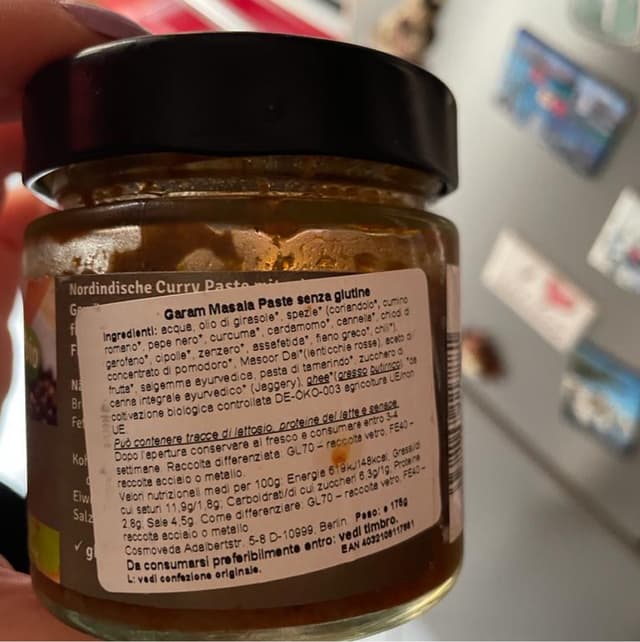 Nordindische Curry Paste
Garam Masala Paste senza glutine
Ingredienti: acqua, olio di girasole*, spezie* (coriandolo*, cumino
romano*, pepe nero*, curcuma*, cardamomo*, cannella*, chiodi di
garofano*, cipolle*, zenzero*, assafetida*, fieno greco*, chili*),
concentrato di pomodoro*, Masoor Dal*(lenticchie rosse), aceto di
frutta*, salgemma ayurvedica, pasta di tamarindo*, zucchero di
canna integrale ayurvedico* (Jaggery), ghee*(grasso butirrico) *da
coltivazione biologica controllata DE-ÖKO-003 agricoltura UE/non
UE.
Può contenere tracce di lattosio, proteine del latte e senape.
Dopo l'apertura conservare al fresco e consumare entro 3-4
settimane. Raccolta differenziata: GL70 – raccolta vetro, FE40 –
raccolta acciaio o metallo.
Valori nutrizionali medi per 100g: Energia 619kJ/148kcal, Grassi/di
cui saturi 11,9g/1,8g; Carboidrati/di cui zuccheri 6,3g/1g; Proteine
2,8g; Sale 4,5g. Come differenziare: GL70 – raccolta vetro, FE40 –
raccolta acciaio o metallo
Cosmoveda Adalbertstr. 5-8 D-10999, Berlin. Peso: e 175g
Da consumarsi preferibilmente entro: vedi timbro.
L: vedi confezione originale. EAN 4032108117981
Salz